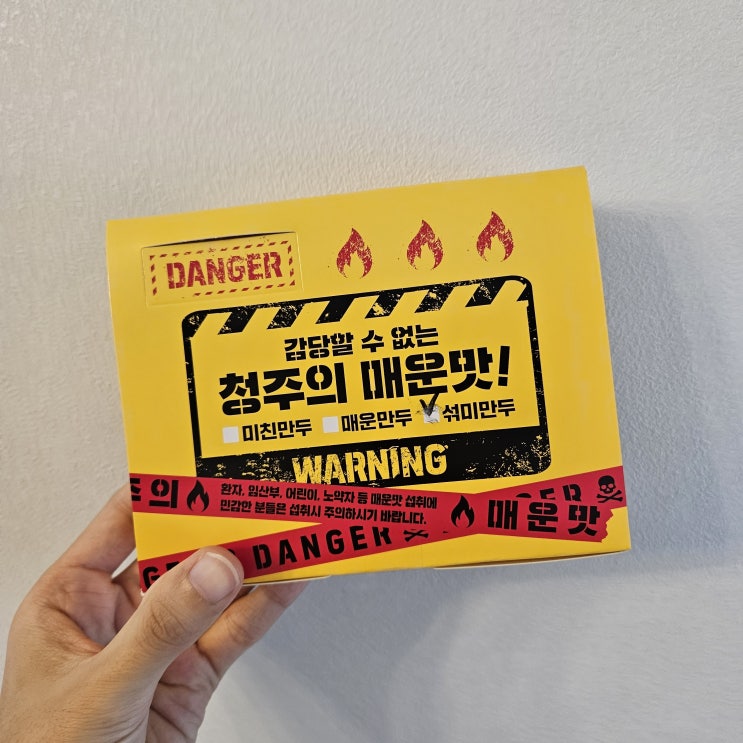 DANGER
감당할 수 없는
청주의 매운맛!
미친만두 매운만두 섞미만두
WARNING
주의
환자, 임산부, 어린이, 노약자 등 매운맛 섭취에
민감한 분들은 섭취시 주의하시기 바랍니다.
매운맛
DANGER